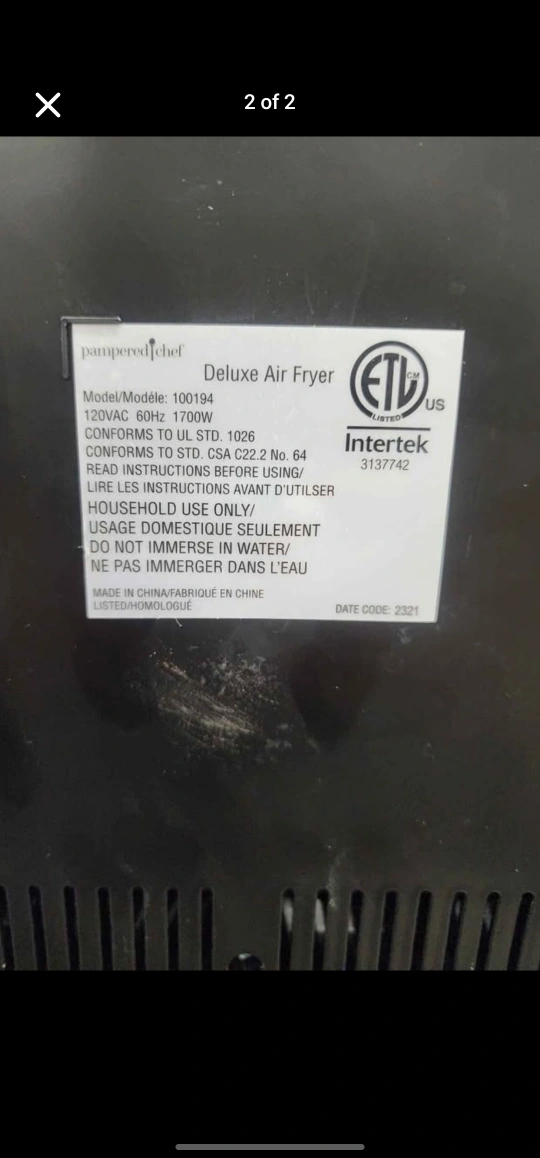 2 of 2
pampered chef
Deluxe Air Fryer
Model/Modéle: 100194
120VAC 60Hz 1700W
CONFORMS TO UL STD. 1026
CONFORMS TO STD. CSA C22.2 No. 64
READ INSTRUCTIONS BEFORE USING/
LIRE LES INSTRUCTIONS AVANT D'UTILSER
HOUSEHOLD USE ONLY/
USAGE DOMESTIQUE SEULEMENT
DO NOT IMMERSE IN WATER/
NE PAS IMMERGER DANS L'EAU
MADE IN CHINA/FABRIQUÉ EN CHINE
LISTED/HOMOLOGUÉ
ETL CM
LISTED
US
Intertek
3137742
DATE CODE: 2321